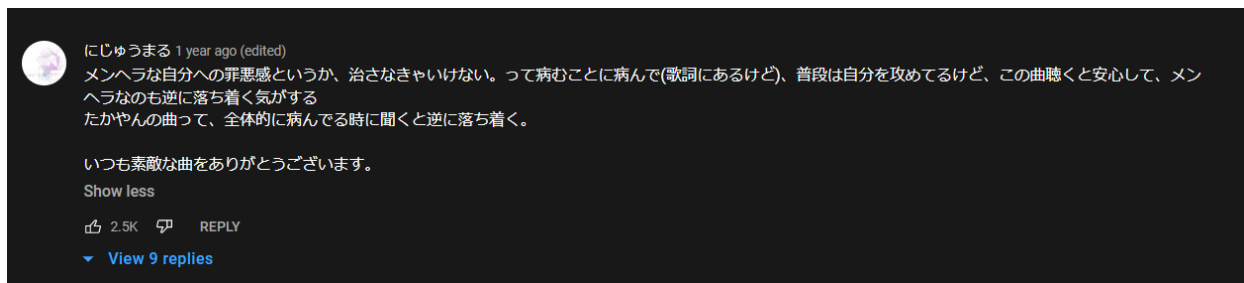 にじゅうまる 1 year ago (edited)
メンヘラな自分への罪悪感というか、治さなきゃいけない。って病むことに病んで(歌詞にあるけど)、普段は自分を攻めてるけど、この曲聴くと安心して、メン
ヘラなのも逆に落ち着く気がする
たかやんの曲って、全体的に病んでる時に聞くと逆に落ち着く。
いつも素敵な曲をありがとうございます。
Show less
2.5K REPLY
View 9 replies